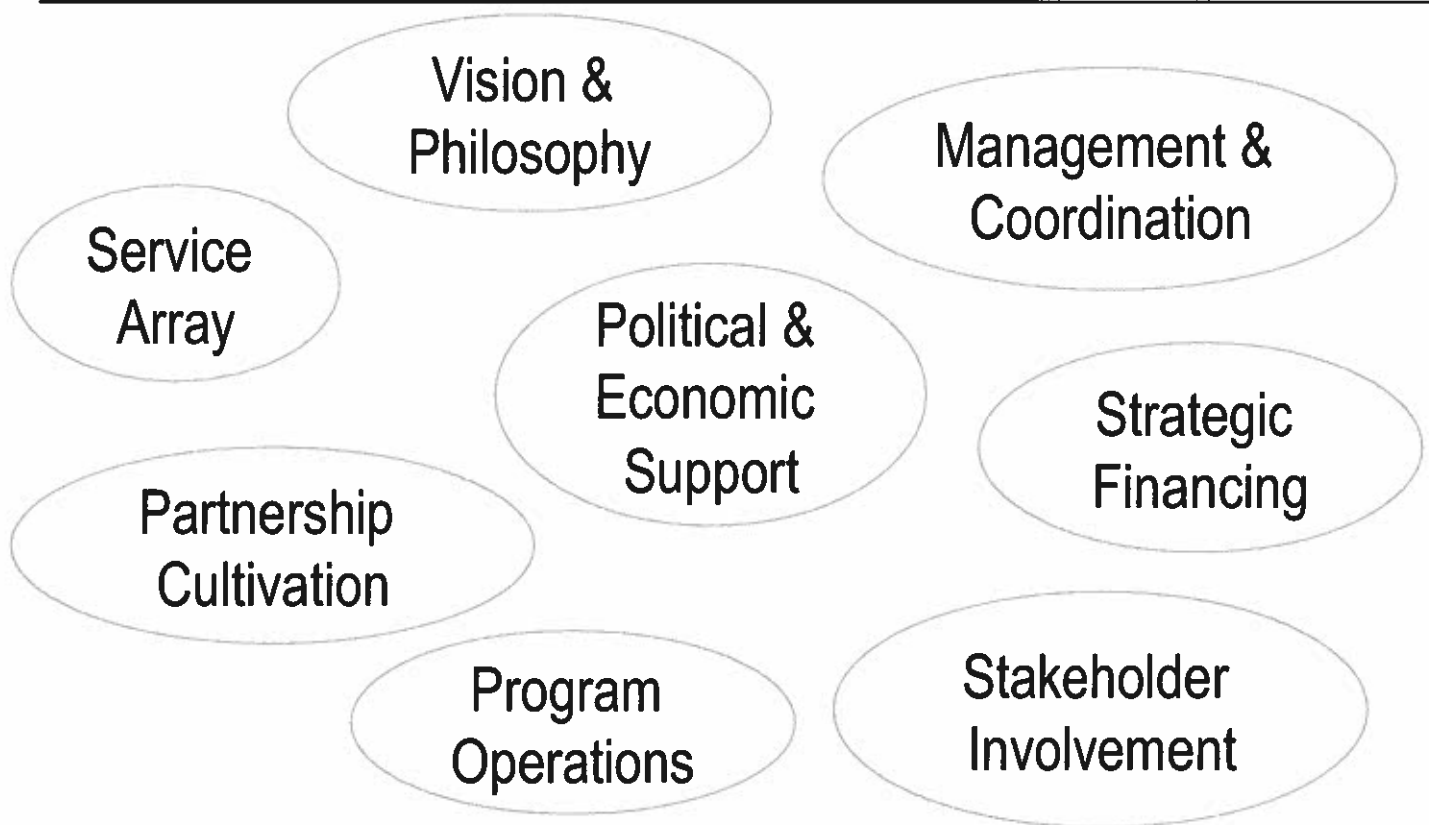 Vision &
Philosophy
Management &
Coordination
Service
Array
Political &
Economic
Support
Strategic
Financing
Partnership
Cultivation
Program
Operations
Stakeholder
Involvement